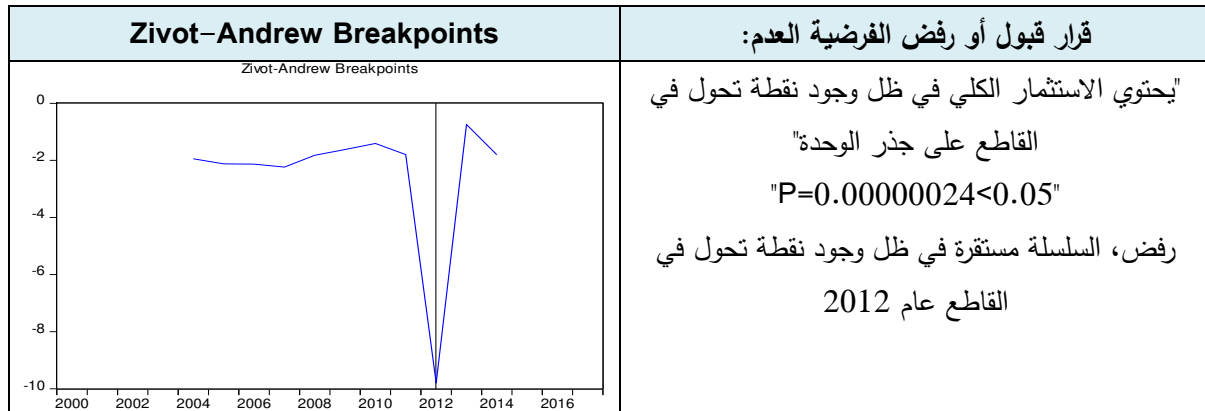 Zivot-Andrew Breakpoints
قرار قبول أو رفض الفرضية العدم:
Zivot-Andrew Breakpoints
0
-2
-4
-6
-8
-10
2000 2002 2004 2006 2008 2010 2012 2014 2016
"يحتوي الاستثمار الكلي في ظل وجود نقطة تحول في
القاطع على جذر الوحدة"
"P=0.00000024<0.05"
رفض، السلسلة مستقرة في ظل وجود نقطة تحول في
القاطع عام 2012